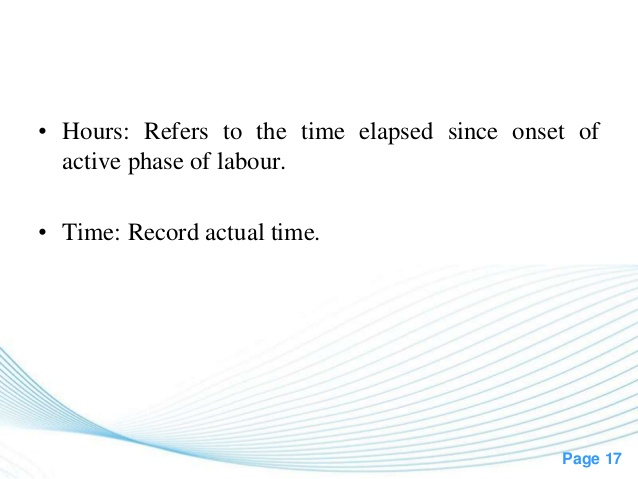 • Hours: Refers to the time elapsed since onset of
active phase of labour.
• Time: Record actual time.
Page 17